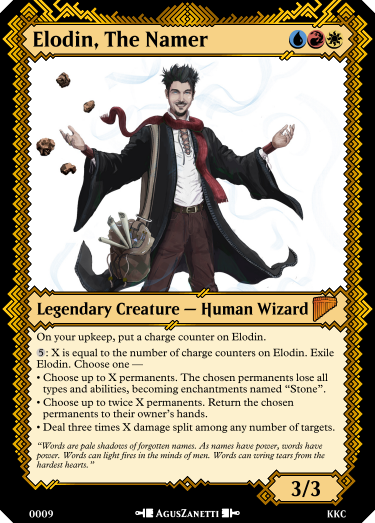 Elodin, The Namer
Legendary Creature — Human Wizard
On your upkeep, put a charge counter on Elodin.
5: X is equal to the number of charge counters on Elodin. Exile
Elodin. Choose one —
• Choose up to X permanents. The chosen permanents lose all
types and abilities, becoming enchantments named “Stone”.
• Choose up to twice X permanents. Return the chosen
permanents to their owner's hands.
• Deal three times X damage split among any number of targets.
“Words are pale shadows of forgotten names. As names have power, words have
power. Words can light fires in the minds of men. Words can wring tears from the
hardest hearts.”
3/3
0009 AgusZanetti KKC